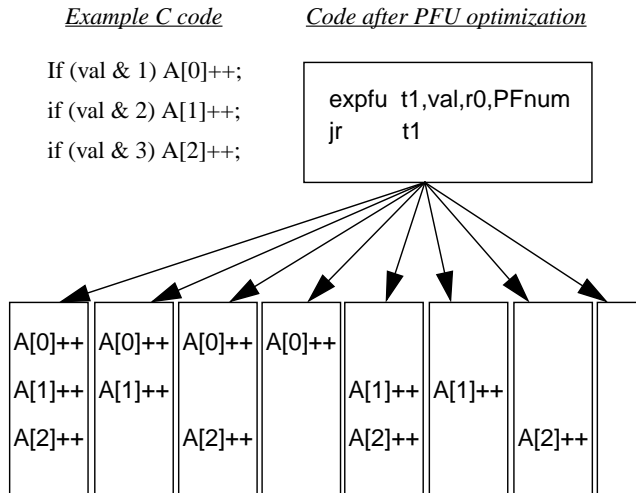 Example C code
Code after PFU optimization
If (val & 1) A[0]++;
if (val & 2) A[1]++;
if (val & 3) A[2]++;
expfu t1,val,r0,PFnum
jr t1
A[0]++ A[0]++ A[0]++ A[0]++
A[1]++ A[1]++ A[1]++ A[1]++
A[2]++ A[2]++ A[2]++ A[2]++